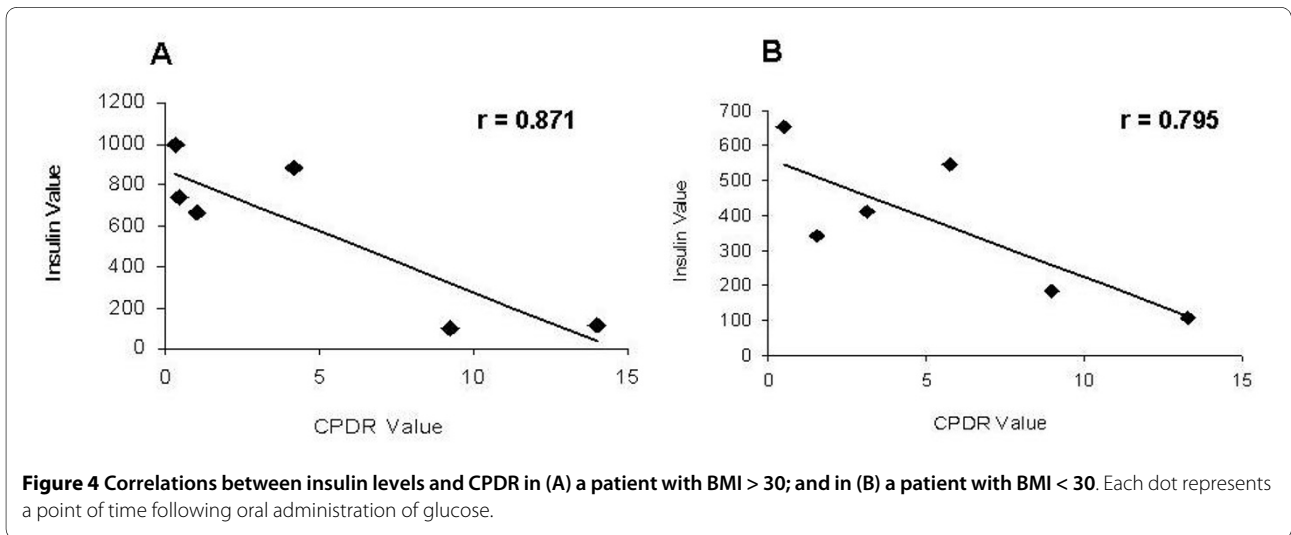 A
r = 0.871
Insulin Value
1200
1000
800
600
400
200
0
0 5 10 15
CPDR Value
B
r = 0.795
Insulin Value
700
600
500
400
300
200
100
0
0 5 10 15
CPDR Value
Figure 4 Correlations between insulin levels and CPDR in (A) a patient with BMI > 30; and in (B) a patient with BMI < 30. Each dot represents
a point of time following oral administration of glucose.